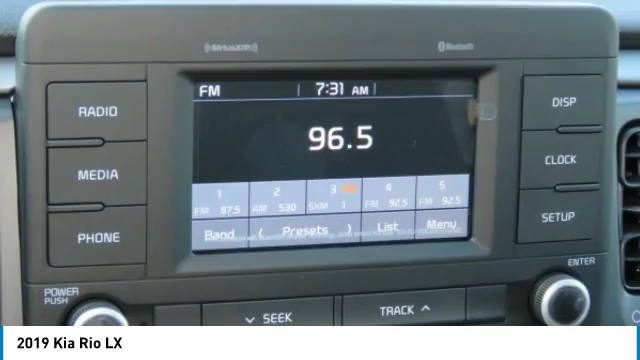 SiriusXM
Bluetooth
FM 7:31 AM
96.5
RADIO
MEDIA
PHONE
DISP
CLOCK
SETUP
1 2 3 4 5
FM 87.5 AM 530 SXM 1 FM 92.5 FM 92.5
Band ⟨ Presets ⟩ List Menu
POWER
PUSH
ENTER
SEEK
TRACK
2019 Kia Rio LX